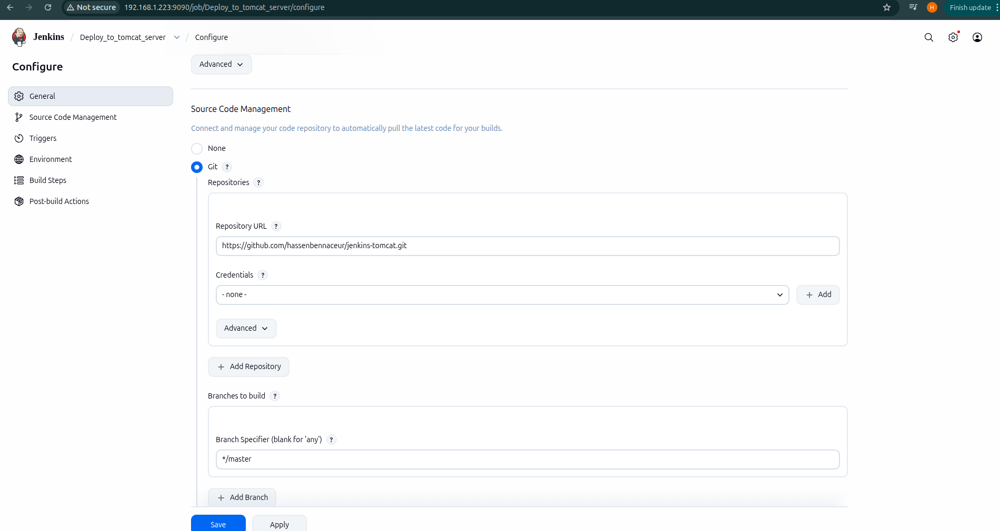 Not secure 192.168.1.223:9090/job/Deploy_to_tomcat_server/configure H Finish update
Jenkins / Deploy_to_tomcat_server / Configure
Configure
General
Source Code Management
Triggers
Environment
Build Steps
Post-build Actions
Advanced
Source Code Management
Connect and manage your code repository to automatically pull the latest code for your builds.
None
Git ?
Repositories ?
Repository URL ?
https://github.com/hassenbennaceur/jenkins-tomcat.git
Credentials ?
- none -
+ Add
Advanced
+ Add Repository
Branches to build ?
Branch Specifier (blank for 'any') ?
*/master
+ Add Branch
Save Apply